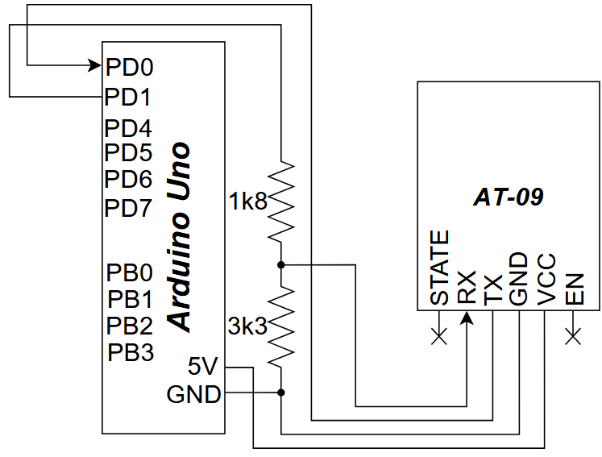 PD0
PD1
PD4
PD5
PD6
PD7
PB0
PB1
PB2
PB3
5V
GND
Arduino Uno
1k8
3k3
AT-09
STATE
RX
TX
GND
VCC
EN